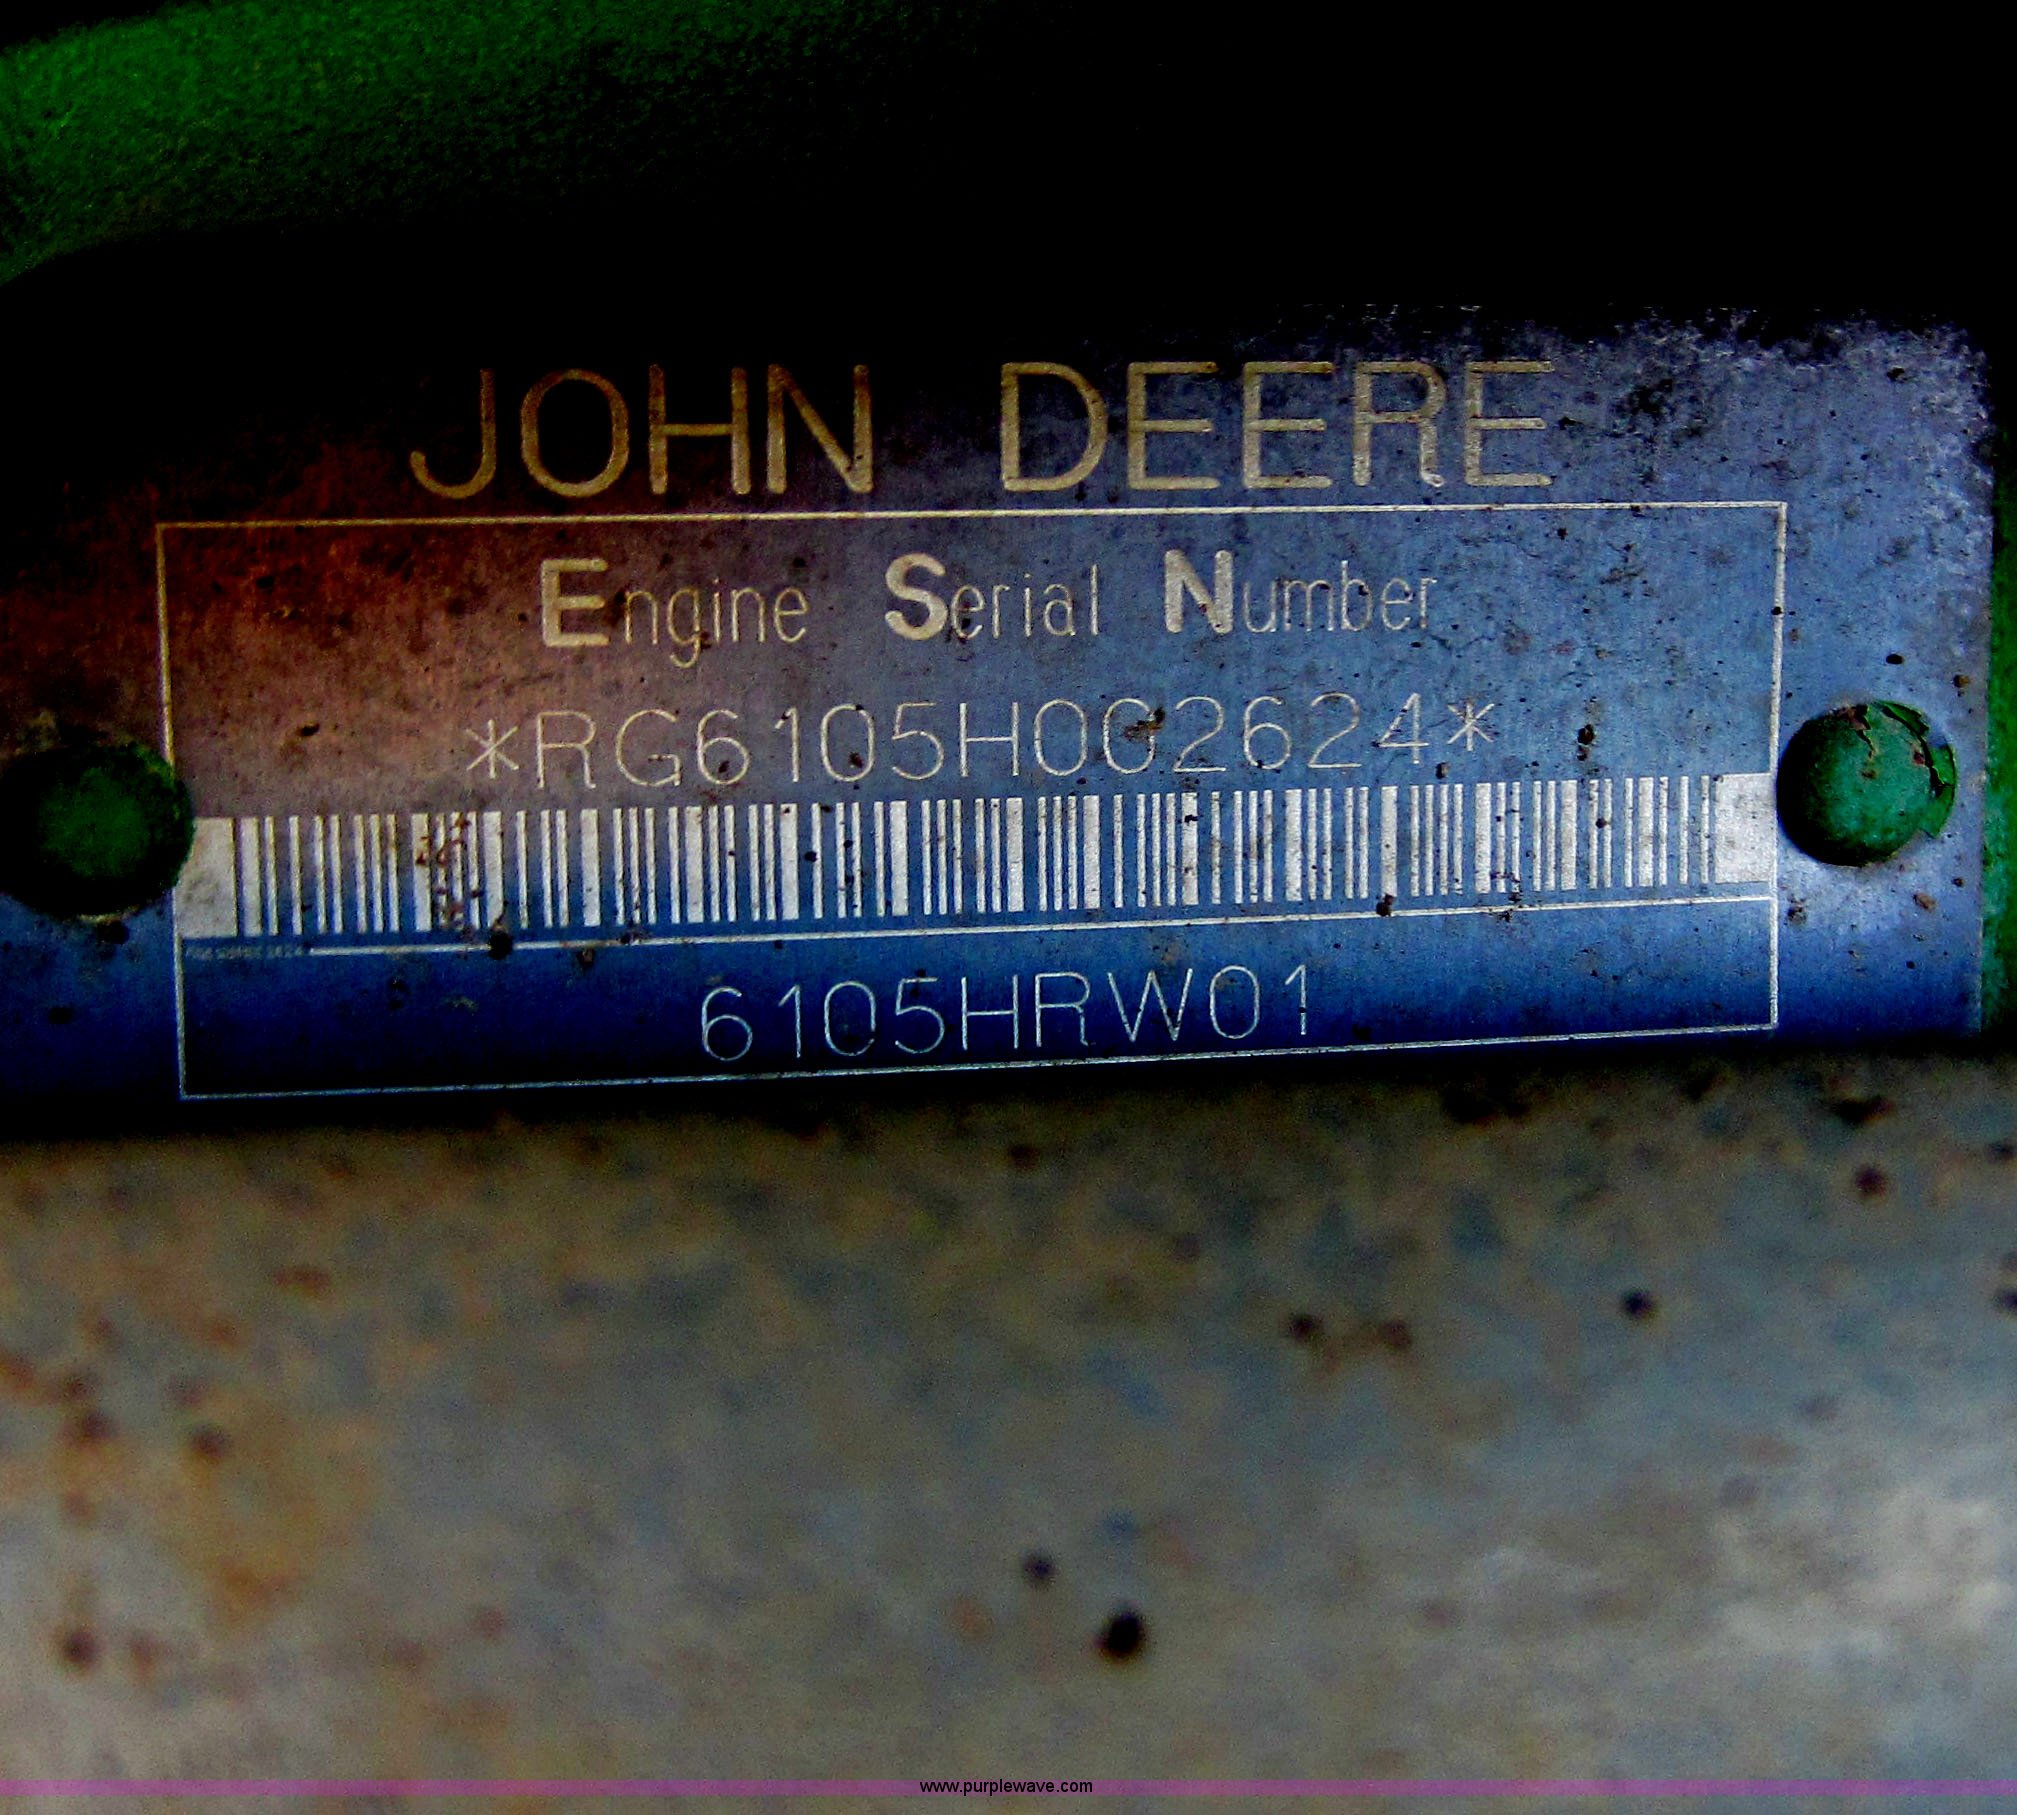 JOHN DEERE
Engine Serial Number
*RG6105H002624*
6105HRW01
www.purplewave.com